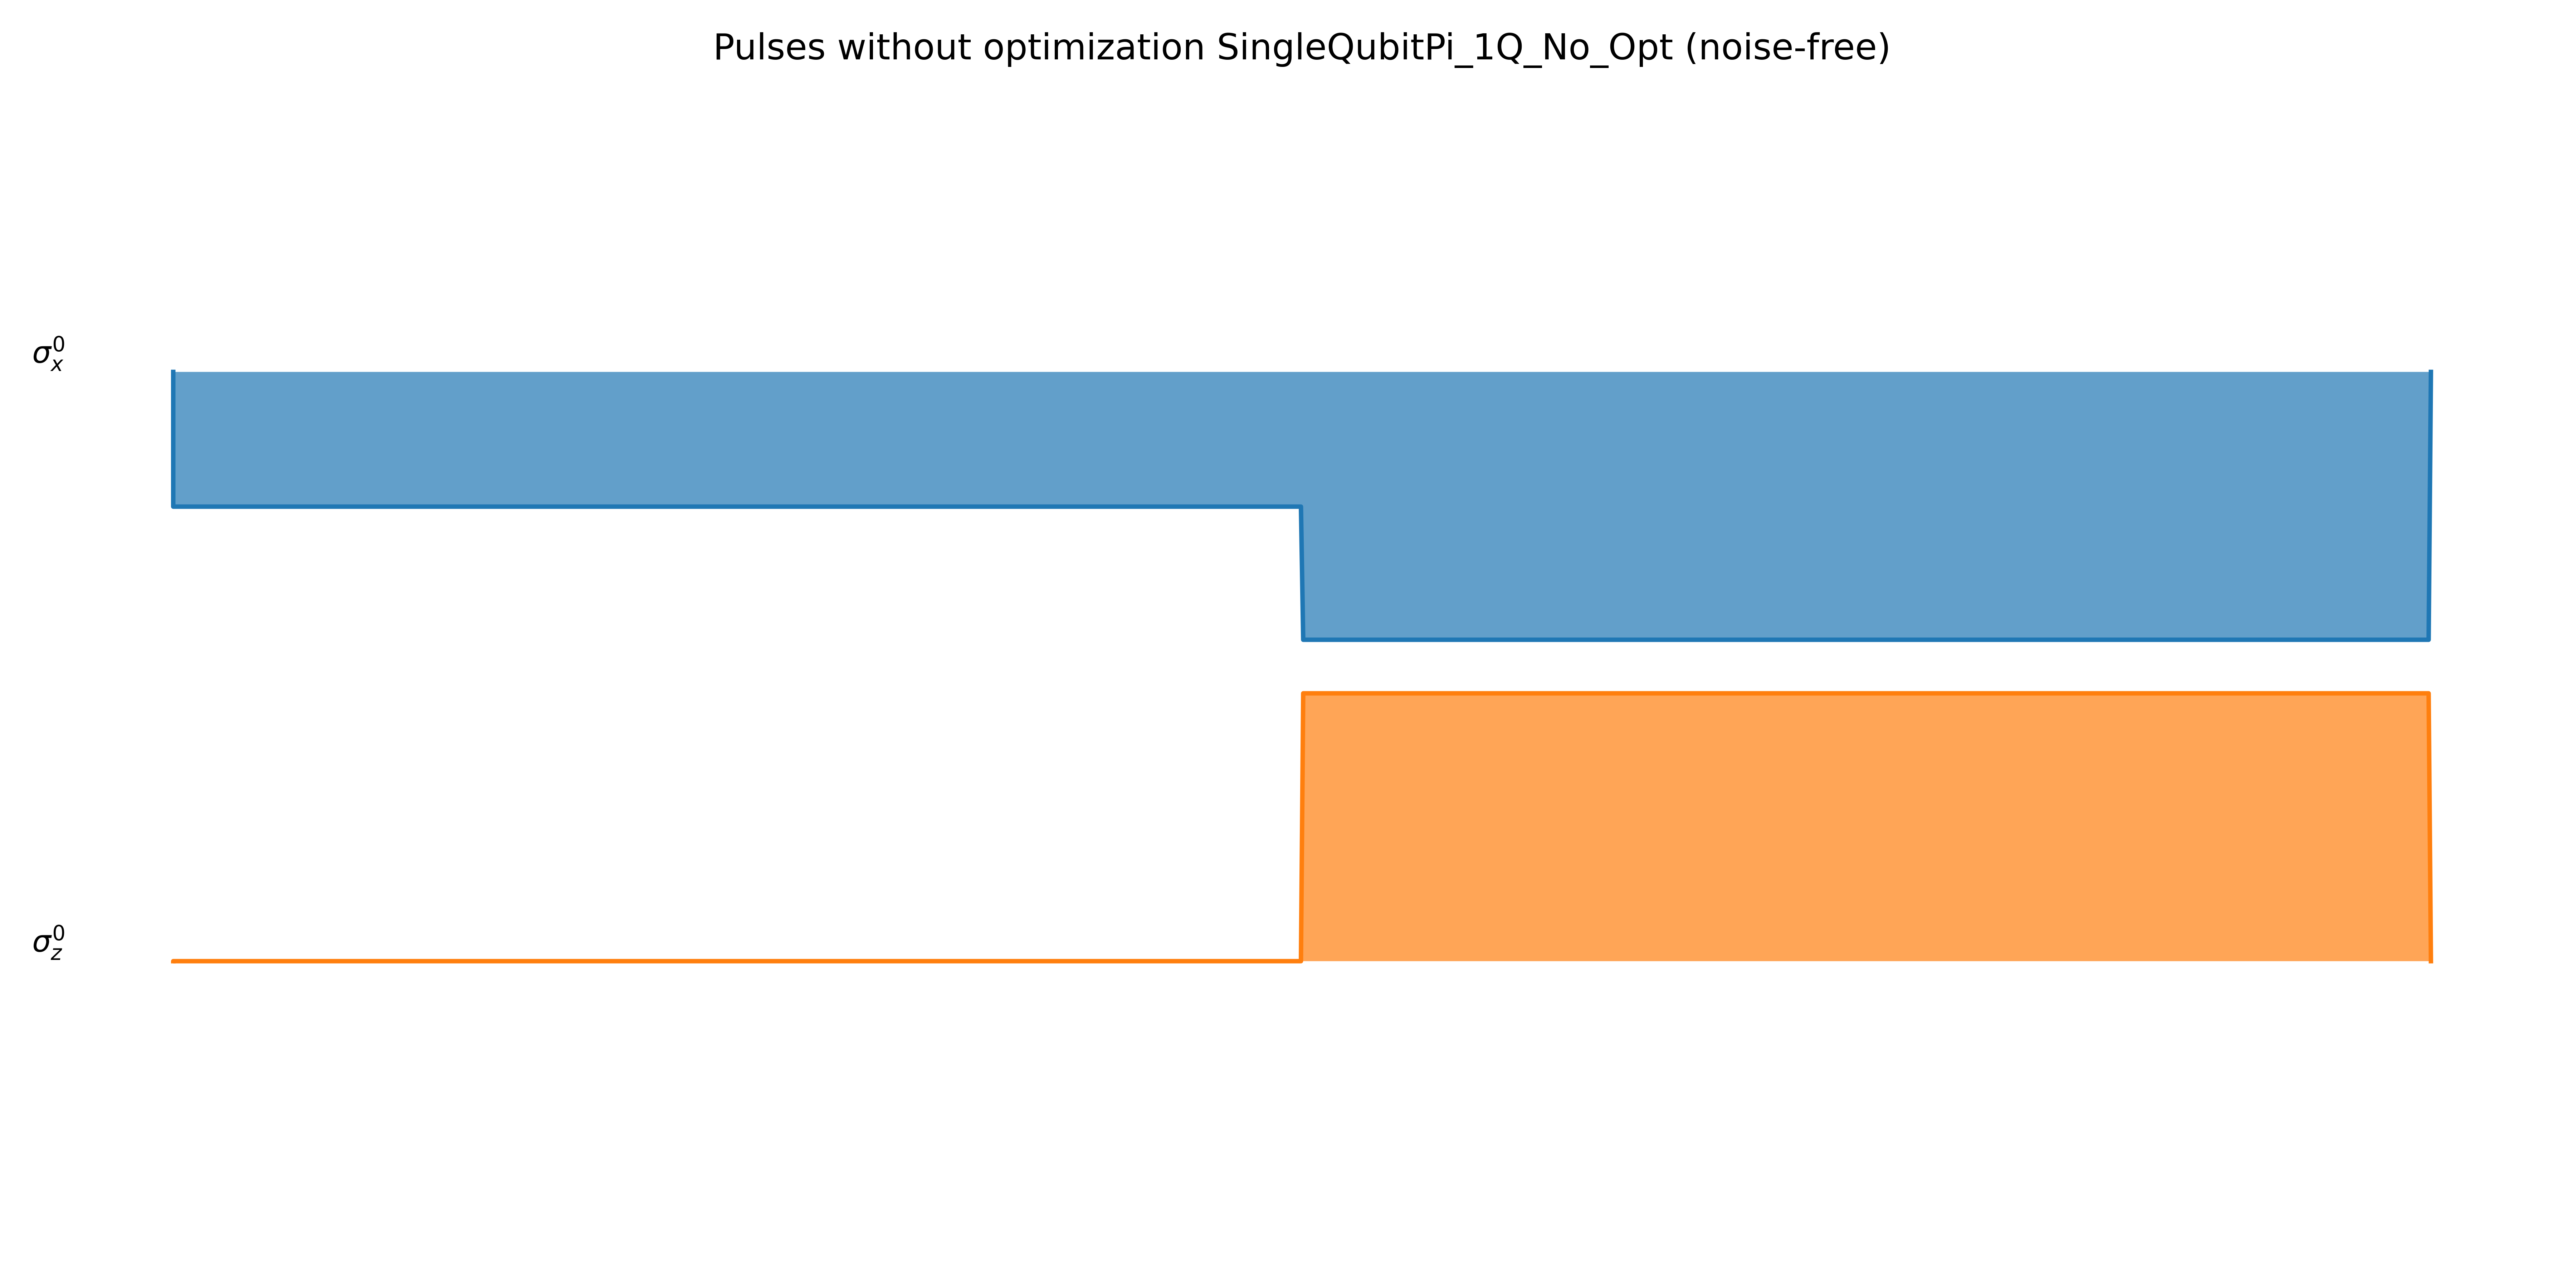 Pulses without optimization SingleQubitPi_1Q_No_Opt (noise-free)
σ_x^0
σ_z^0